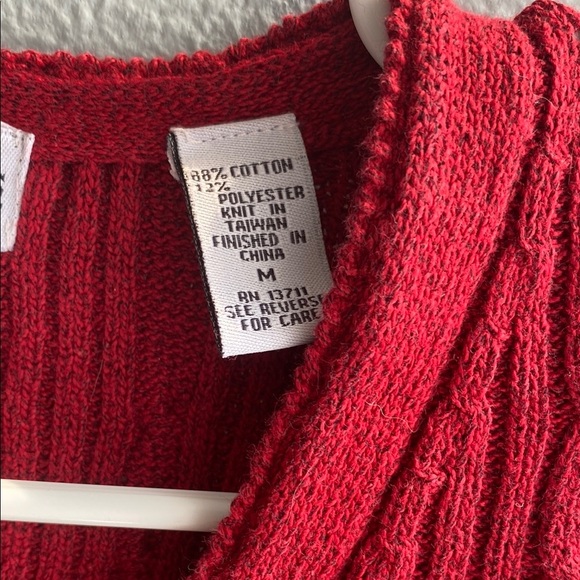 88% COTTON
12%
POLYESTER
KNIT IN
TAIWAN
FINISHED IN
CHINA
M
RN 13711
SEE REVERSE
FOR CARE